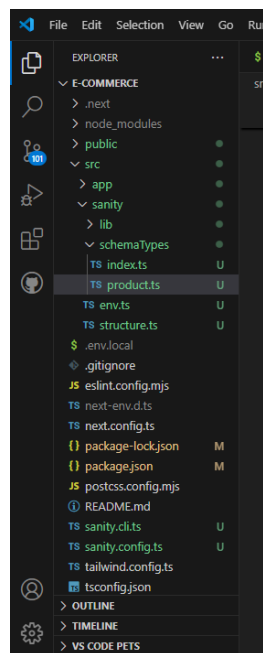 File Edit Selection View Go Ru
EXPLORER ... $
E-COMMERCE sr
.next
node_modules
public
src
app
sanity
lib
schemaTypes
TS index.ts U
TS product.ts U
TS env.ts U
TS structure.ts U
$ .env.local
.gitignore
JS eslint.config.mjs
TS next-env.d.ts
TS next.config.ts
{} package-lock.json M
{} package.json M
JS postcss.config.mjs
README.md
TS sanity.cli.ts U
TS sanity.config.ts U
TS tailwind.config.ts
TS tsconfig.json
OUTLINE
TIMELINE
VS CODE PETS
101